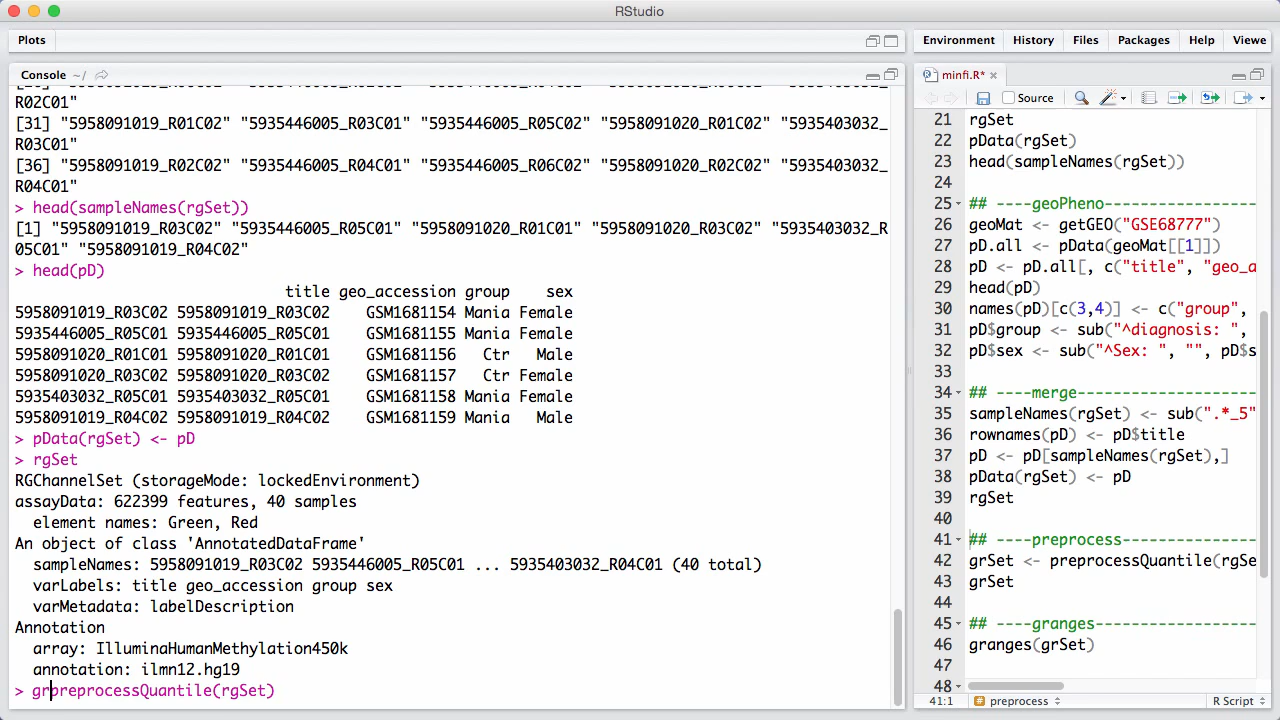 RStudio
Plots
Console ~/
R02C01"
[31] "5958091019_R01C02" "5935446005_R03C01" "5935446005_R05C02" "5958091020_R01C02" "5935403032_
R03C01"
[36] "5958091019_R02C02" "5935446005_R04C01" "5935446005_R06C02" "5958091020_R02C02" "5935403032_
R04C01"
> head(sampleNames(rgSet))
[1] "5958091019_R03C02" "5935446005_R05C01" "5958091020_R01C01" "5958091020_R03C02" "5935403032_R
05C01" "5958091019_R04C02"
> head(pD)
title geo_accession group sex
5958091019_R03C02 5958091019_R03C02 GSM1681154 Mania Female
5935446005_R05C01 5935446005_R05C01 GSM1681155 Mania Female
5958091020_R01C01 5958091020_R01C01 GSM1681156 Ctr Male
5958091020_R03C02 5958091020_R03C02 GSM1681157 Ctr Female
5935403032_R05C01 5935403032_R05C01 GSM1681158 Mania Female
5958091019_R04C02 5958091019_R04C02 GSM1681159 Mania Male
> pData(rgSet) <- pD
> rgSet
RGChannelSet (storageMode: lockedEnvironment)
assayData: 622399 features, 40 samples
element names: Green, Red
An object of class 'AnnotatedDataFrame'
sampleNames: 5958091019_R03C02 5935446005_R05C01 ... 5935403032_R04C01 (40 total)
varLabels: title geo_accession group sex
varMetadata: labelDescription
Annotation
array: IlluminaHumanMethylation450k
annotation: ilmn12.hg19
> grpreprocessQuantile(rgSet)
Environment History Files Packages Help Viewe
minfi.R*
Source
21 rgSet
22 pData(rgSet)
23 head(sampleNames(rgSet))
24
25 ## ----geoPheno-----------------
26 geoMat <- getGEO("GSE68777")
27 pD.all <- pData(geoMat[[1]])
28 pD <- pD.all[, c("title", "geo_a
29 head(pD)
30 names(pD)[c(3,4)] <- c("group",
31 pD$group <- sub("^diagnosis: ",
32 pD$sex <- sub("^Sex: ", "", pD$s
33
34 ## ----merge--------------------
35 sampleNames(rgSet) <- sub(".*_5"
36 rownames(pD) <- pD$title
37 pD <- pD[sampleNames(rgSet),]
38 pData(rgSet) <- pD
39 rgSet
40
41 ## ----preprocess---------------
42 grSet <- preprocessQuantile(rgSe
43 grSet
44
45 ## ----granges------------------
46 granges(grSet)
47
48
41:1 # preprocess R Script